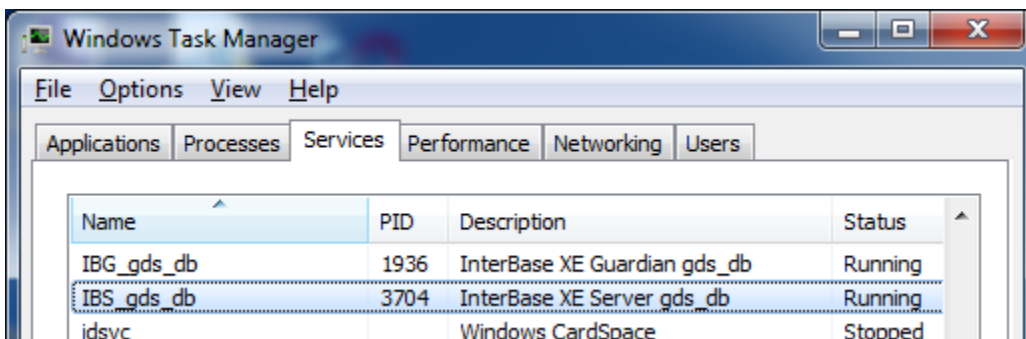 Windows Task Manager
File Options View Help
Applications Processes Services Performance Networking Users
Name PID Description Status
IBG_gds_db 1936 InterBase XE Guardian gds_db Running
IBS_gds_db 3704 InterBase XE Server gds_db Running
idsvc Windows CardSpace Stopped